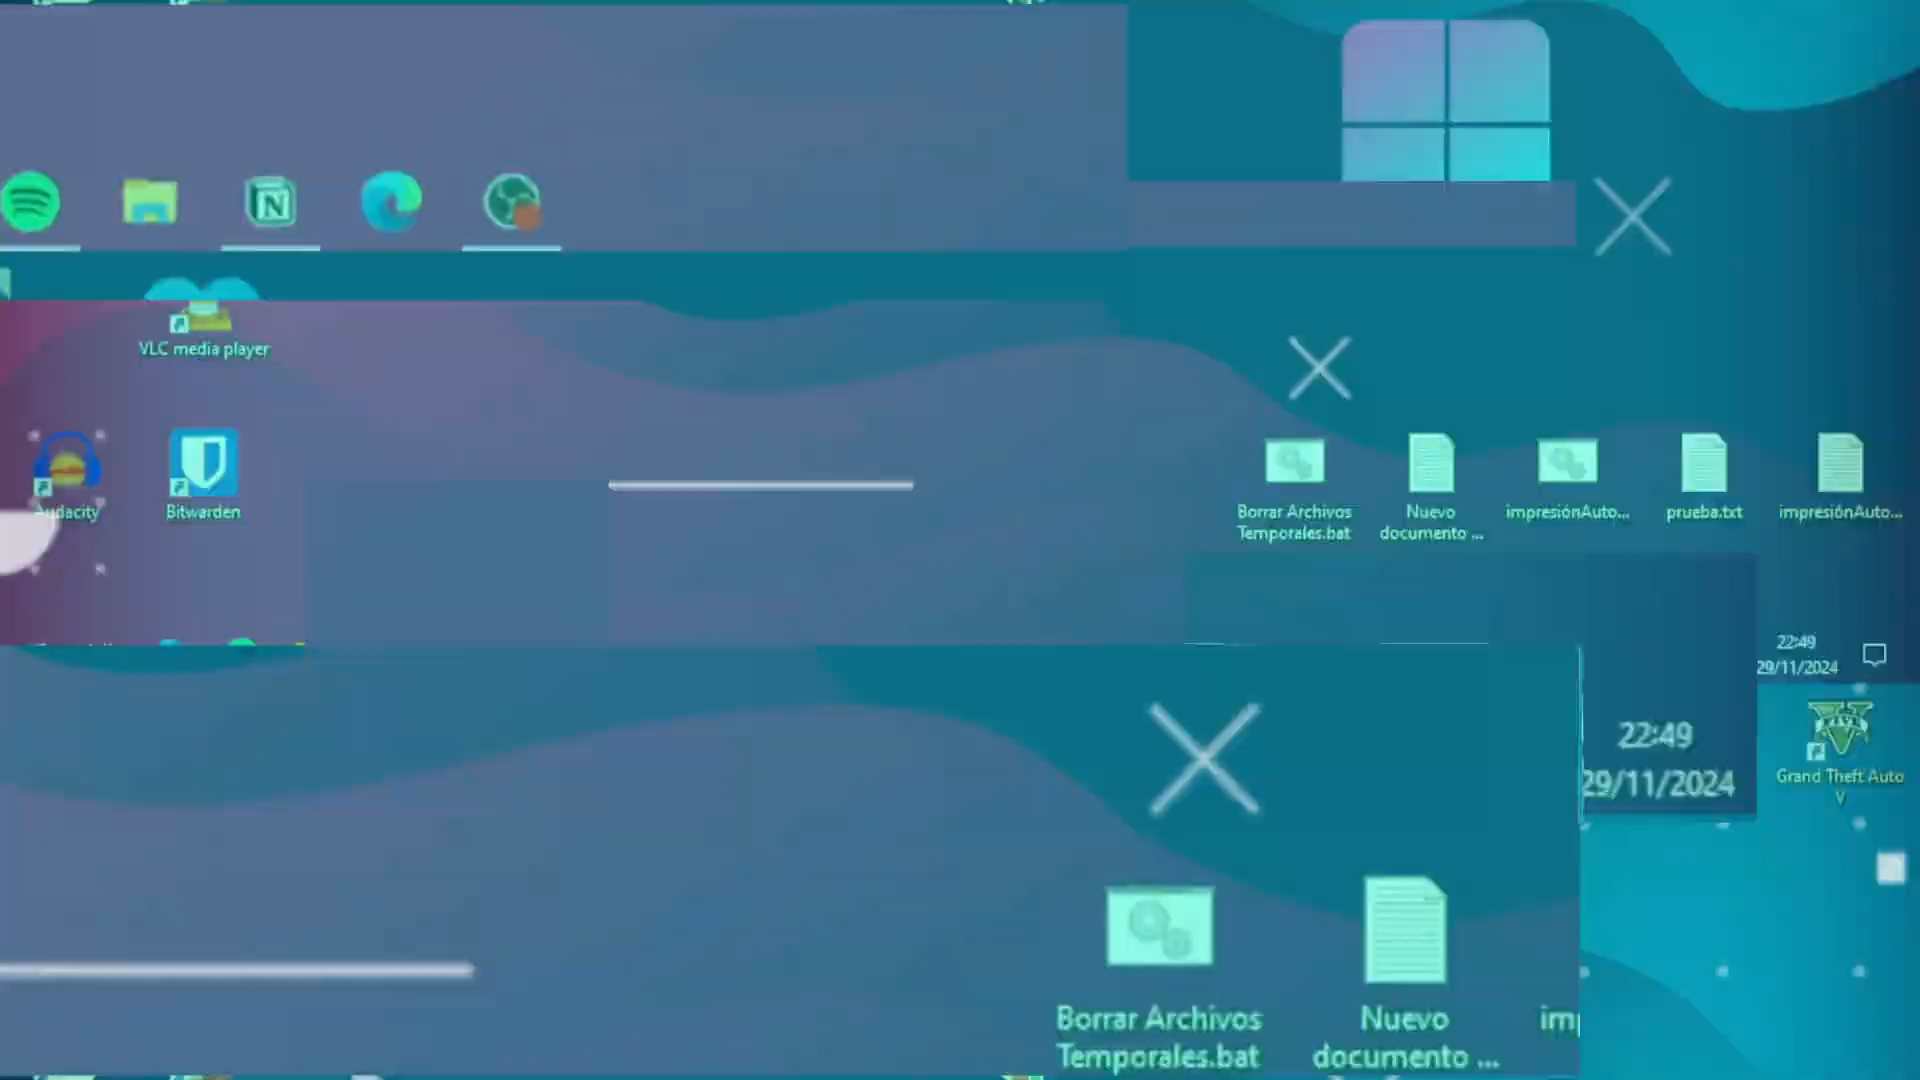 VLC media player
Audacity
Bitwarden
Borrar Archivos
Temporales.bat
Nuevo
documento ...
impresiónAuto...
prueba.txt
impresiónAuto...
22:49
29/11/2024
22:49
29/11/2024
Grand Theft Auto
V
Borrar Archivos
Temporales.bat
Nuevo
documento ...